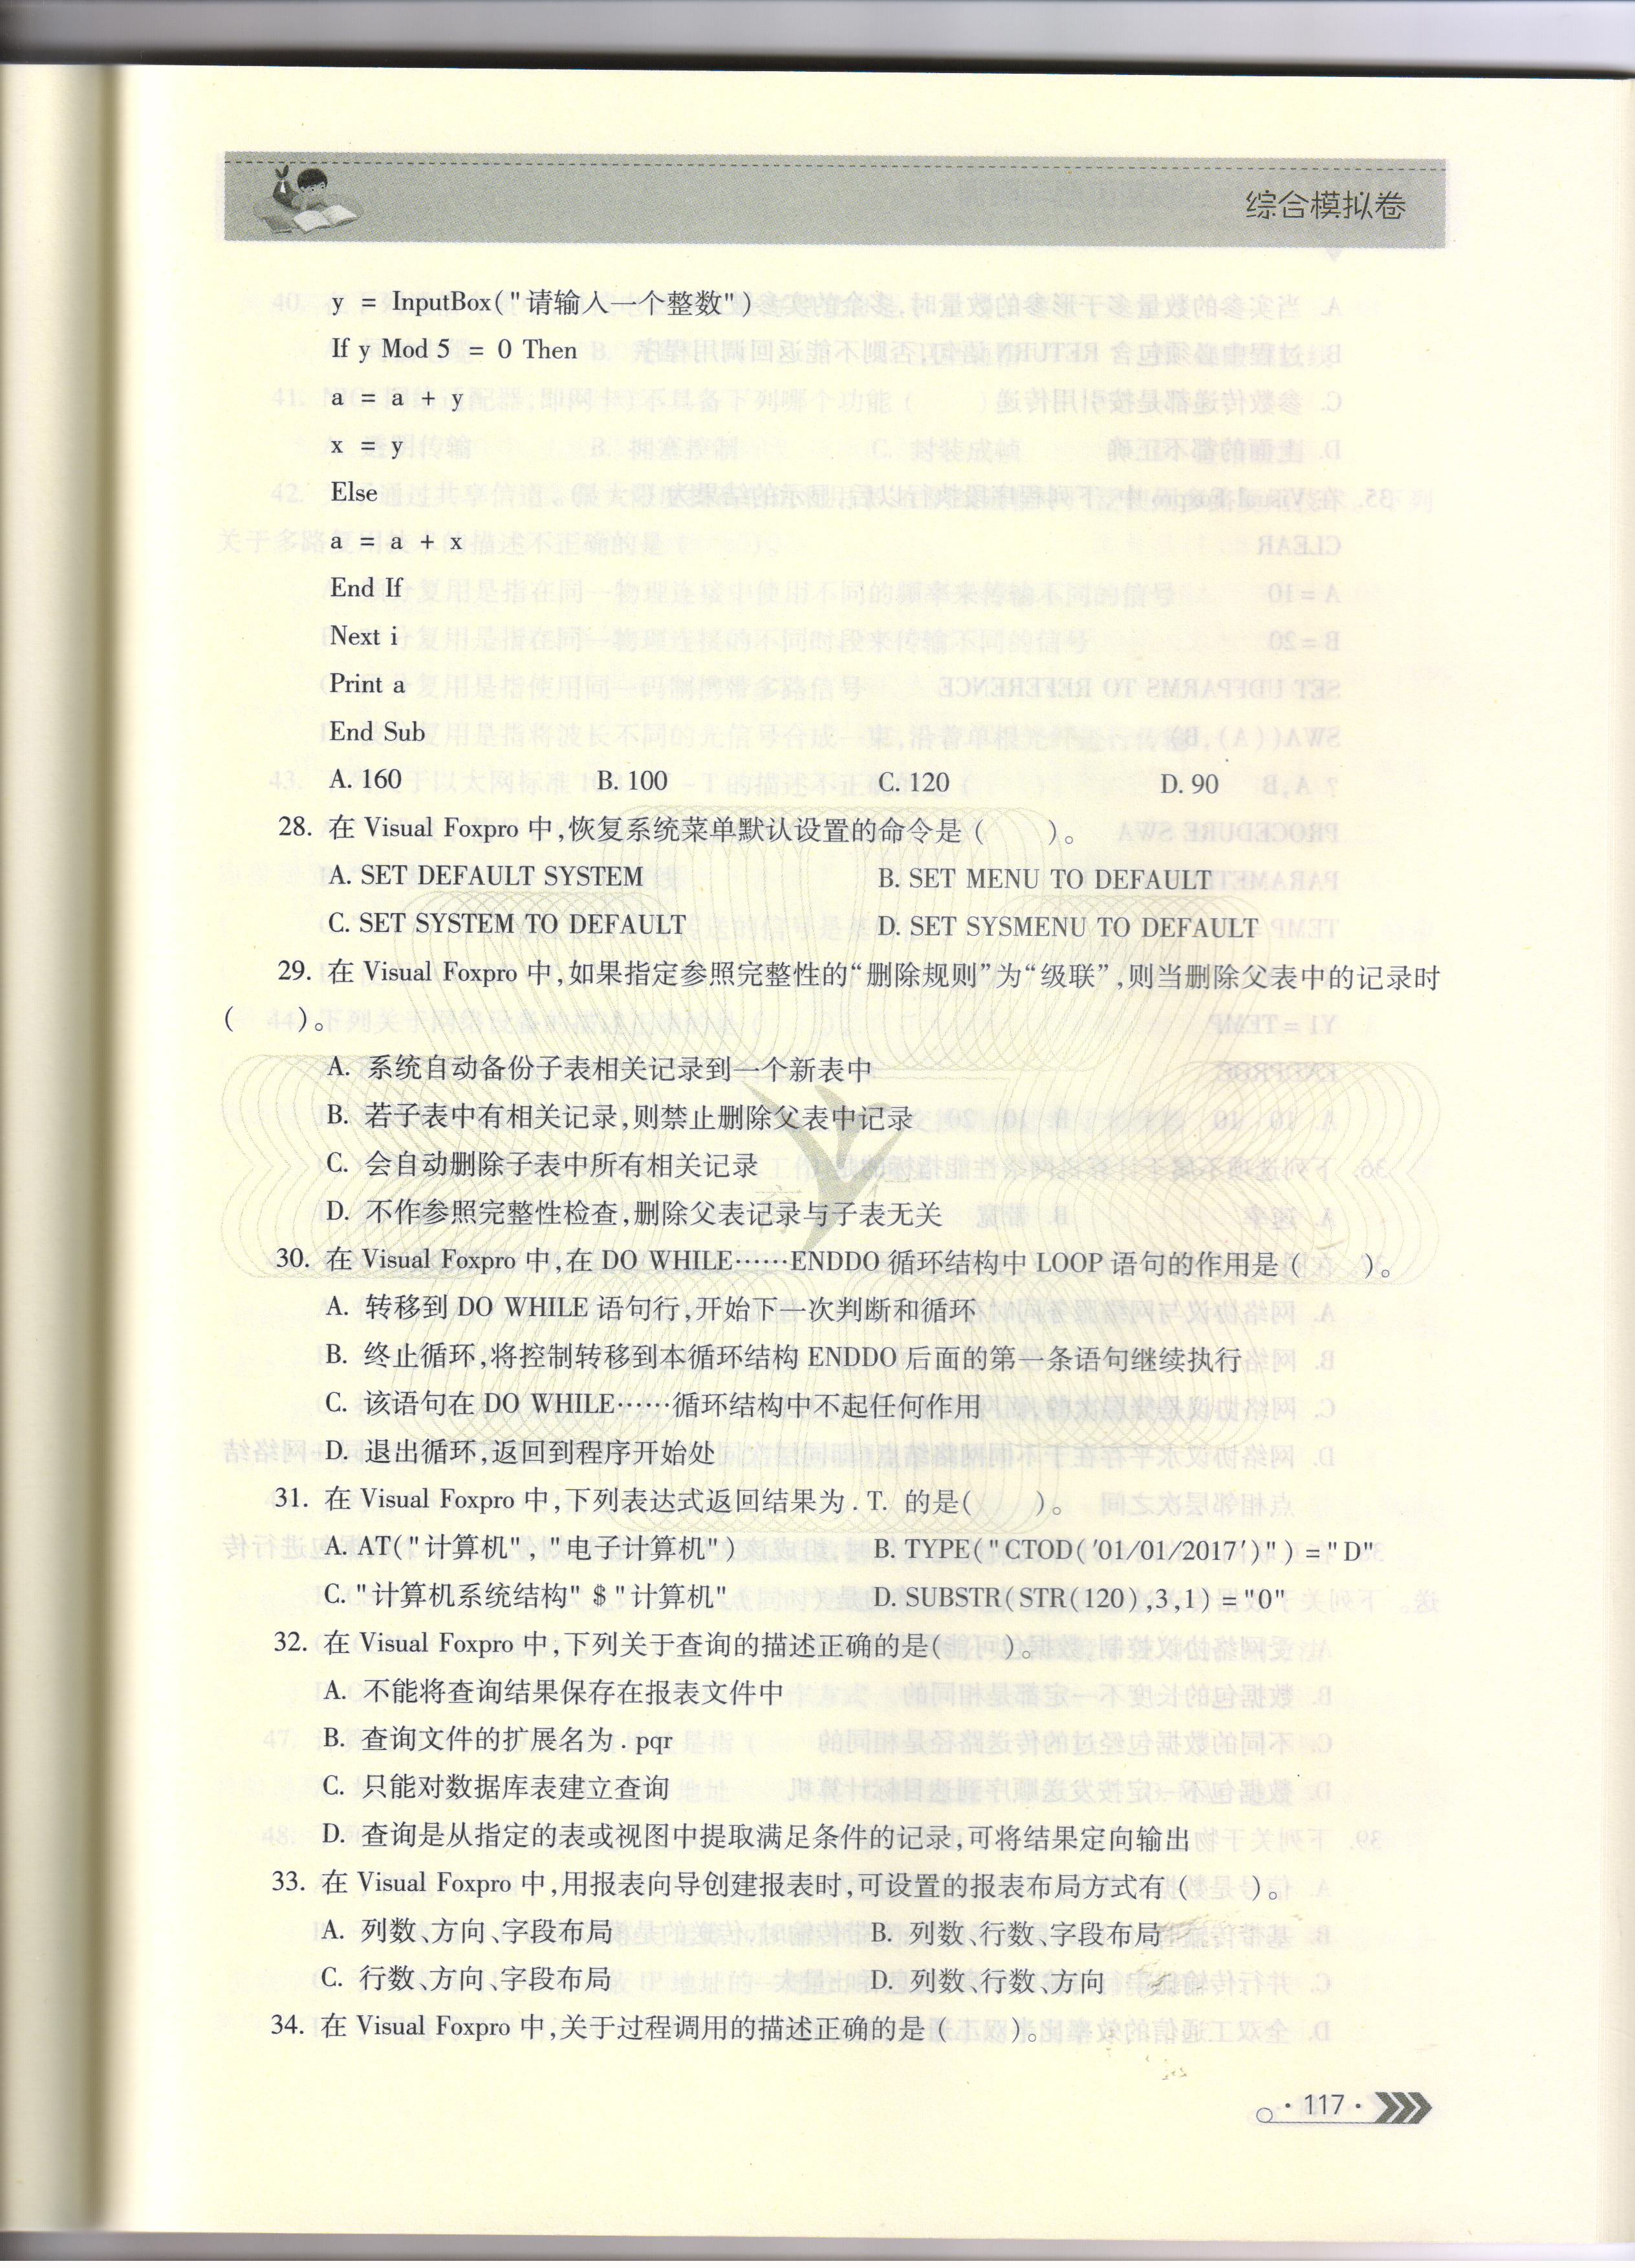 综合模拟卷
y = InputBox("请输入一个整数")
If y Mod 5 = 0 Then
a = a + y
x = y
Else
a = a + x
End If
Next i
Print a
End Sub
A. 160 B. 100 C. 120 D. 90
28. 在 Visual Foxpro 中,恢复系统菜单默认设置的命令是( )。
A. SET DEFAULT SYSTEM B. SET MENU TO DEFAULT
C. SET SYSTEM TO DEFAULT D. SET SYSMENU TO DEFAULT
29. 在 Visual Foxpro 中,如果指定参照完整性的“删除规则”为“级联”,则当删除父表中的记录时
( )。
A. 系统自动备份子表相关记录到一个新表中
B. 若子表中有相关记录,则禁止删除父表中记录
C. 会自动删除子表中所有相关记录
D. 不作参照完整性检查,删除父表记录与子表无关
30. 在 Visual Foxpro 中,在 DO WHILE……ENDDO 循环结构中 LOOP 语句的作用是( )。
A. 转移到 DO WHILE 语句行,开始下一次判断和循环
B. 终止循环,将控制转移到本循环结构 ENDDO 后面的第一条语句继续执行
C. 该语句在 DO WHILE……循环结构中不起任何作用
D. 退出循环,返回到程序开始处
31. 在 Visual Foxpro 中,下列表达式返回结果为 . T. 的是( )。
A. AT("计算机", "电子计算机") B. TYPE("CTOD('01/01/2017')") ="D"
C. "计算机系统结构" $ "计算机" D. SUBSTR(STR(120),3,1) ="0"
32. 在 Visual Foxpro 中,下列关于查询的描述正确的是( )。
A. 不能将查询结果保存在报表文件中
B. 查询文件的扩展名为 . pqr
C. 只能对数据库表建立查询
D. 查询是从指定的表或视图中提取满足条件的记录,可将结果定向输出
33. 在 Visual Foxpro 中,用报表向导创建报表时,可设置的报表布局方式有( )。
A. 列数、方向、字段布局 B. 列数、行数、字段布局
C. 行数、方向、字段布局 D. 列数、行数、方向
34. 在 Visual Foxpro 中,关于过程调用的描述正确的是( )。
· 117 ·